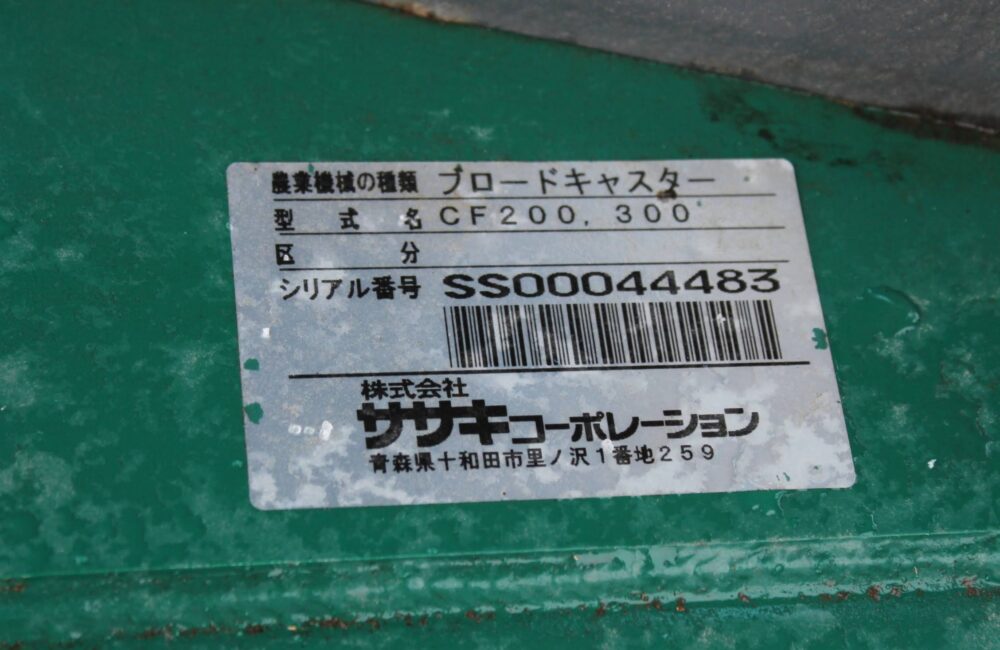 農業機械の種類 ブロードキャスター
型式名 CF200, 300
区分
シリアル番号 SS00044483
株式会社
ササキコーポレーション
青森県十和田市里ノ沢1番地259